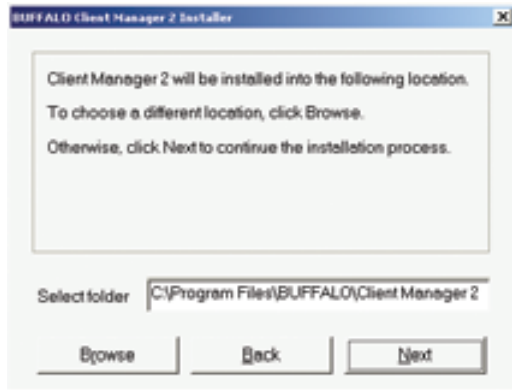 BUFFALO Client Manager 2 Installer
Client Manager 2 will be installed into the following location.
To choose a different location, click Browse.
Otherwise, click Next to continue the installation process.
Select folder C:\Program Files\BUFFALO\Client Manager 2
Browse Back Next